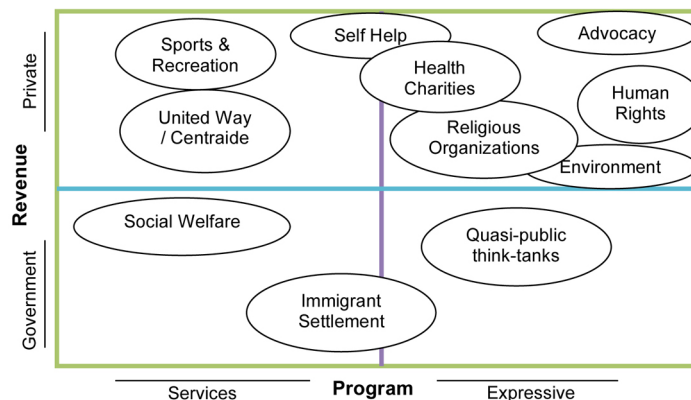 Private
Revenue
Government
Sports &
Recreation
Self Help
Advocacy
Health
Charities
Human
Rights
United Way
/ Centraide
Religious
Organizations
Environment
Social Welfare
Quasi-public
think-tanks
Immigrant
Settlement
Services
Program
Expressive